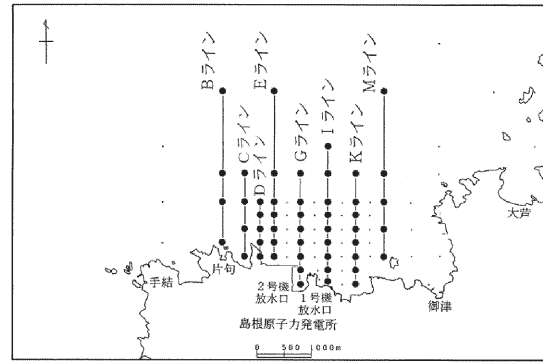 Bライン
Eライン
Mライン
Cライン
Dライン
Gライン
Iライン
Kライン
大芦
片句
手結
2号機
放水口
1号機
放水口
御津
島根原子力発電所
0 500 1000m